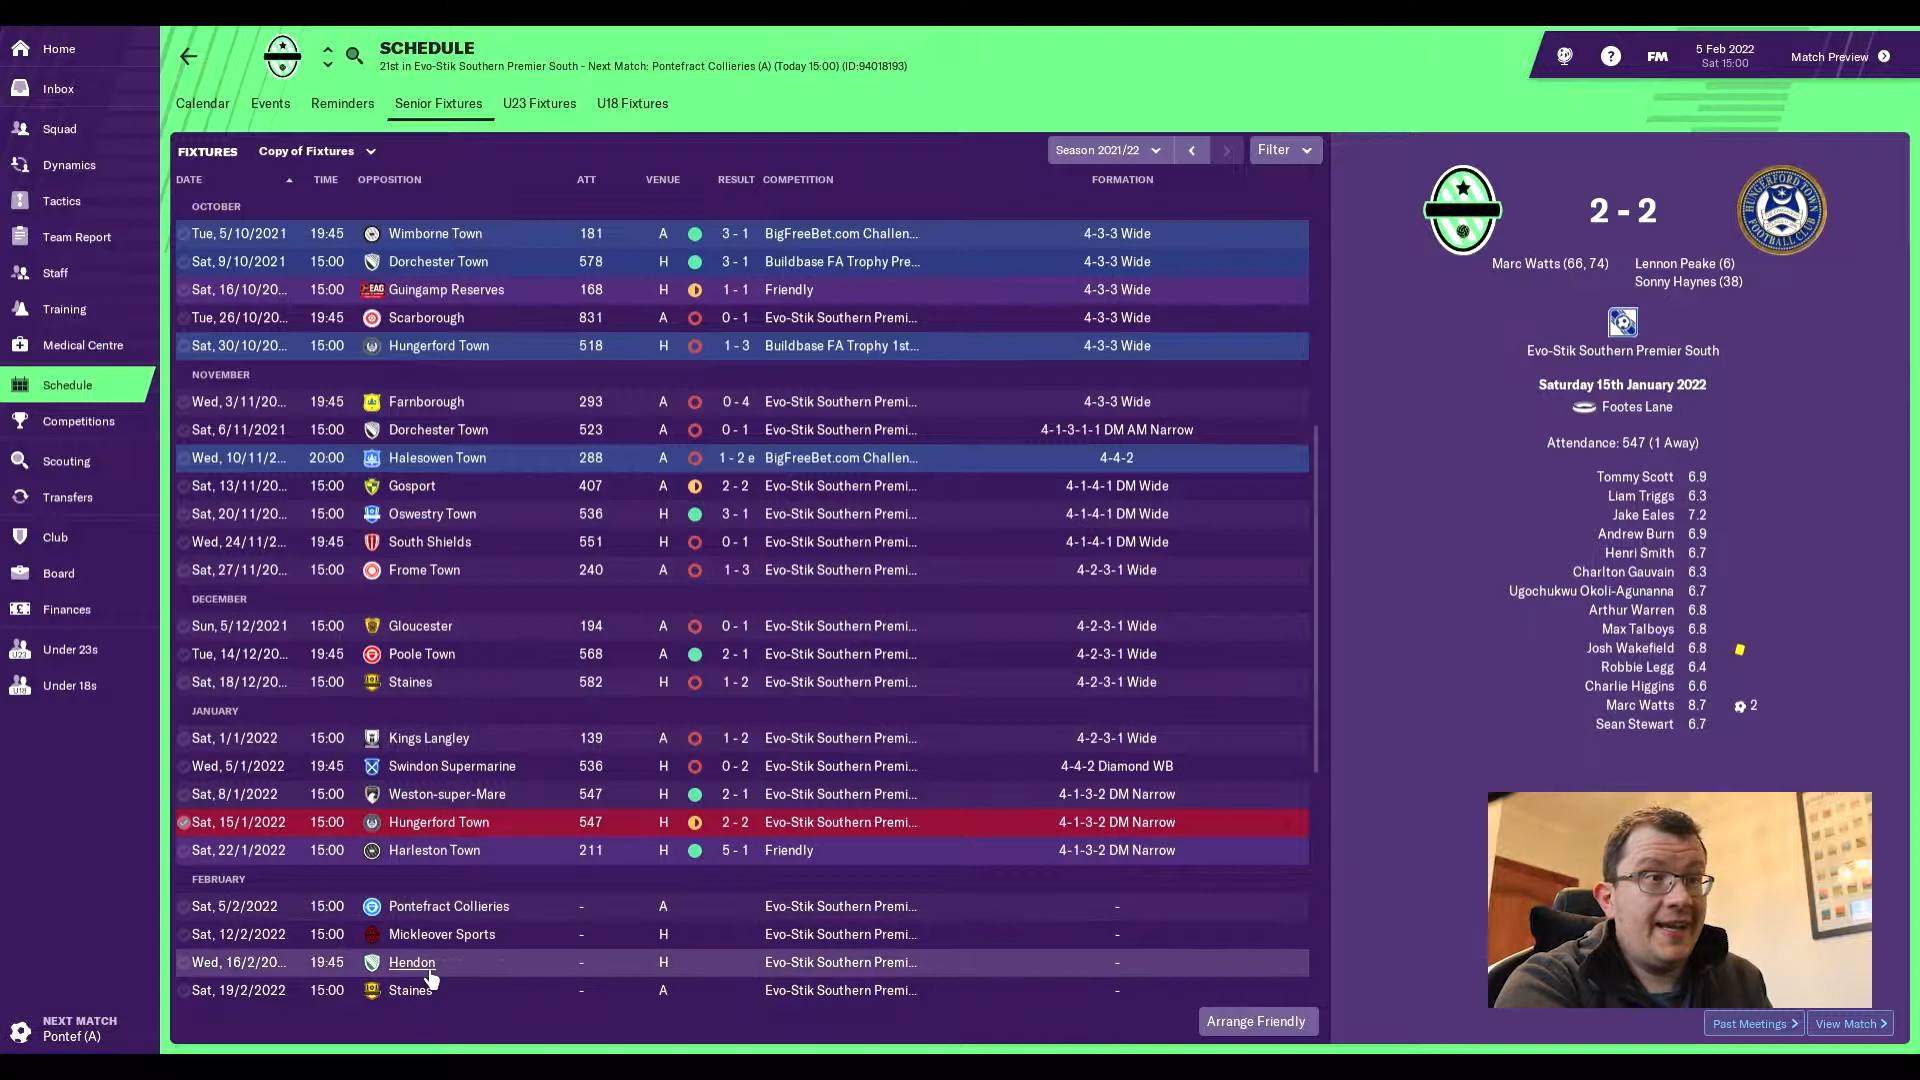 SCHEDULE
21st in Evo-Stik Southern Premier South - Next Match: Pontefract Collieries (A) (Today 15:00) (ID:94018193)
FM
5 Feb 2022
Sat 15:00
Match Preview
Home
Inbox
Squad
Dynamics
Tactics
Team Report
Staff
Training
Medical Centre
Schedule
Competitions
Scouting
Transfers
Club
Board
Finances
Under 23s
Under 18s
NEXT MATCH
Pontef (A)
Calendar Events Reminders Senior Fixtures U23 Fixtures U18 Fixtures
FIXTURES Copy of Fixtures Season 2021/22 Filter
DATE TIME OPPOSITION ATT VENUE RESULT COMPETITION FORMATION
OCTOBER
Tue, 5/10/2021 19:45 Wimborne Town 181 A 3 - 1 BigFreeBet.com Challen... 4-3-3 Wide
Sat, 9/10/2021 15:00 Dorchester Town 578 H 3 - 1 Buildbase FA Trophy Pre... 4-3-3 Wide
Sat, 16/10/20... 15:00 Guingamp Reserves 168 H 1 - 1 Friendly 4-3-3 Wide
Tue, 26/10/20... 19:45 Scarborough 831 A 0 - 1 Evo-Stik Southern Premi... 4-3-3 Wide
Sat, 30/10/20... 15:00 Hungerford Town 518 H 1 - 3 Buildbase FA Trophy 1st... 4-3-3 Wide
NOVEMBER
Wed, 3/11/20... 19:45 Farnborough 293 A 0 - 4 Evo-Stik Southern Premi... 4-3-3 Wide
Sat, 6/11/2021 15:00 Dorchester Town 523 A 0 - 1 Evo-Stik Southern Premi... 4-1-3-1-1 DM AM Narrow
Wed, 10/11/2... 20:00 Halesowen Town 288 A 1 - 2 e BigFreeBet.com Challen... 4-4-2
Sat, 13/11/20... 15:00 Gosport 407 A 2 - 2 Evo-Stik Southern Premi... 4-1-4-1 DM Wide
Sat, 20/11/20... 15:00 Oswestry Town 536 H 3 - 1 Evo-Stik Southern Premi... 4-1-4-1 DM Wide
Wed, 24/11/2... 19:45 South Shields 551 H 0 - 1 Evo-Stik Southern Premi... 4-1-4-1 DM Wide
Sat, 27/11/20... 15:00 Frome Town 240 A 1 - 3 Evo-Stik Southern Premi... 4-2-3-1 Wide
DECEMBER
Sun, 5/12/2021 15:00 Gloucester 194 A 0 - 1 Evo-Stik Southern Premi... 4-2-3-1 Wide
Tue, 14/12/20... 19:45 Poole Town 568 A 2 - 1 Evo-Stik Southern Premi... 4-2-3-1 Wide
Sat, 18/12/20... 15:00 Staines 582 H 1 - 2 Evo-Stik Southern Premi... 4-2-3-1 Wide
JANUARY
Sat, 1/1/2022 15:00 Kings Langley 139 A 1 - 2 Evo-Stik Southern Premi... 4-2-3-1 Wide
Wed, 5/1/2022 19:45 Swindon Supermarine 536 H 0 - 2 Evo-Stik Southern Premi... 4-4-2 Diamond WB
Sat, 8/1/2022 15:00 Weston-super-Mare 547 H 2 - 1 Evo-Stik Southern Premi... 4-1-3-2 DM Narrow
Sat, 15/1/2022 15:00 Hungerford Town 547 H 2 - 2 Evo-Stik Southern Premi... 4-1-3-2 DM Narrow
Sat, 22/1/2022 15:00 Harleston Town 211 H 5 - 1 Friendly 4-1-3-2 DM Narrow
FEBRUARY
Sat, 5/2/2022 15:00 Pontefract Collieries - A Evo-Stik Southern Premi... -
Sat, 12/2/2022 15:00 Mickleover Sports - H Evo-Stik Southern Premi... -
Wed, 16/2/20... 19:45 Hendon - H Evo-Stik Southern Premi... -
Sat, 19/2/2022 15:00 Staines - A Evo-Stik Southern Premi... -
Arrange Friendly
2 - 2
Marc Watts (66, 74) Lennon Peake (6)
Sonny Haynes (38)
Evo-Stik Southern Premier South
Saturday 15th January 2022
Footes Lane
Attendance: 547 (1 Away)
Tommy Scott 6.9
Liam Triggs 6.3
Jake Eales 7.2
Andrew Burn 6.9
Henri Smith 6.7
Charlton Gauvain 6.3
Ugochukwu Okoli-Agunanna 6.7
Arthur Warren 6.8
Max Talboys 6.8
Josh Wakefield 6.8
Robbie Legg 6.4
Charlie Higgins 6.6
Marc Watts 8.7 2
Sean Stewart 6.7
Past Meetings View Match